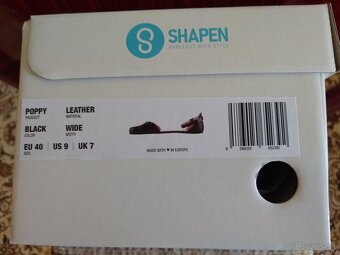 SHAPEN
BAREFOOT WITH STYLE
POPPY LEATHER
PRODUCT MATERIAL
BLACK WIDE
COLOR WIDTH
EU 40 US 9 UK 7
SIZE
MADE WITH ♥ IN EUROPE